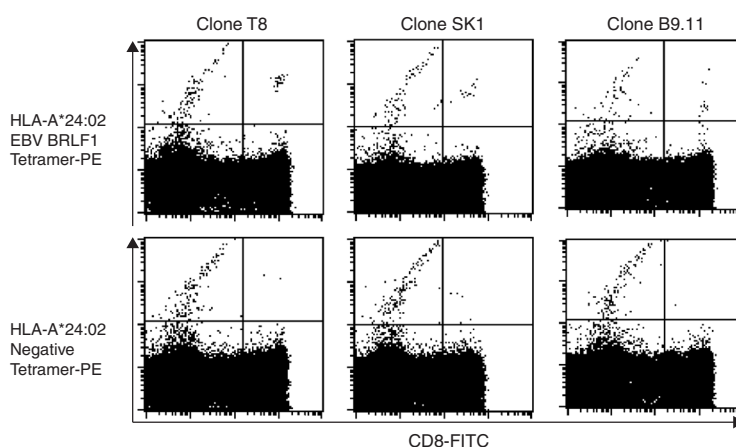 Clone T8
Clone SK1
Clone B9.11
HLA-A*24:02
EBV BRLF1
Tetramer-PE
HLA-A*24:02
Negative
Tetramer-PE
CD8-FITC